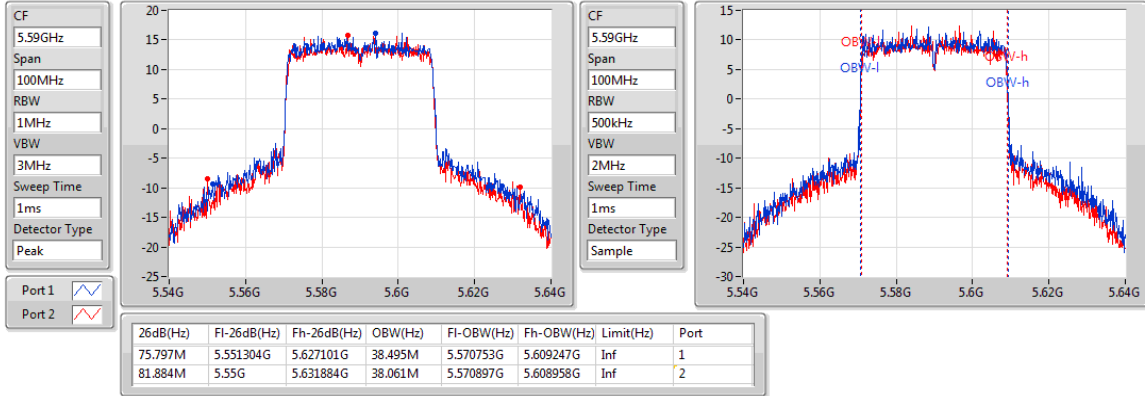 CF
5.59GHz
Span
100MHz
RBW
1MHz
VBW
3MHz
Sweep Time
1ms
Detector Type
Peak
Port 1
Port 2
20
15
10
5
0
-5
-10
-15
-20
-25
5.54G 5.56G 5.58G 5.6G 5.62G 5.64G
CF
5.59GHz
Span
100MHz
RBW
500kHz
VBW
2MHz
Sweep Time
1ms
Detector Type
Sample
15
10
5
0
-5
-10
-15
-20
-25
-30
OBW-h
OBW-l
OBW-h
5.54G 5.56G 5.58G 5.6G 5.62G 5.64G
26dB(Hz) Fl-26dB(Hz) Fh-26dB(Hz) OBW(Hz) Fl-OBW(Hz) Fh-OBW(Hz) Limit(Hz) Port
75.797M 5.551304G 5.627101G 38.495M 5.570753G 5.609247G Inf 1
81.884M 5.55G 5.631884G 38.061M 5.570897G 5.608958G Inf 2